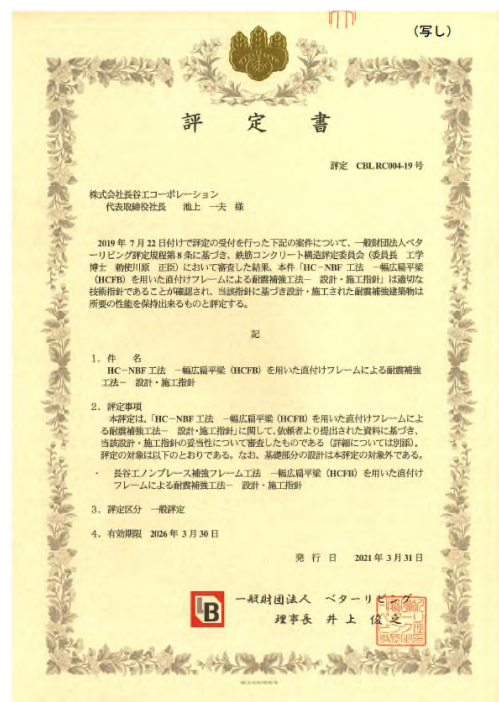 (写し)
評定書
評定 CBL RC004-19 号
株式会社長谷工コーポレーション
代表取締役社長 池上 一夫 様
2019 年 7 月 22 日付けで評定の受付を行った下記の案件について、一般財団法人ベタ
ーリビング評定規程第8条に基づき、鉄筋コンクリート構造評定委員会(委員長 工学
博士 勅使川原 正臣)において審査した結果、本件「HC-NBF 工法 -幅広扁平梁
(HCFB)を用いた直付けフレームによる耐震補強工法- 設計・施工指針」は適切な
技術指針であることが確認され、当該指針に基づき設計・施工された耐震補強建築物は
所要の性能を保持出来るものと評定する。
記
1.件 名
HC-NBF 工法 -幅広扁平梁(HCFB)を用いた直付けフレームによる耐震補強
工法- 設計・施工指針
2.評定事項
本評定は、「HC-NBF 工法 -幅広扁平梁(HCFB)を用いた直付けフレームによ
る耐震補強工法- 設計・施工指針」に関して、依頼者より提出された資料に基づき、
当該設計・施工指針の妥当性について審査したものである(詳細については別添)。
評定の対象は以下のとおりである。なお、基礎部分の設計は本評定の対象外である。
・ 長谷工ノンブレース補強フレーム工法 -幅広扁平梁(HCFB)を用いた直付け
フレームによる耐震補強工法- 設計・施工指針
3.評定区分 一般評定
4.有効期限 2026 年 3 月 30 日
発 行 日 2021 年 3 月 31 日
LB
一般財団法人 ベターリビング
理事長 井上 俊之